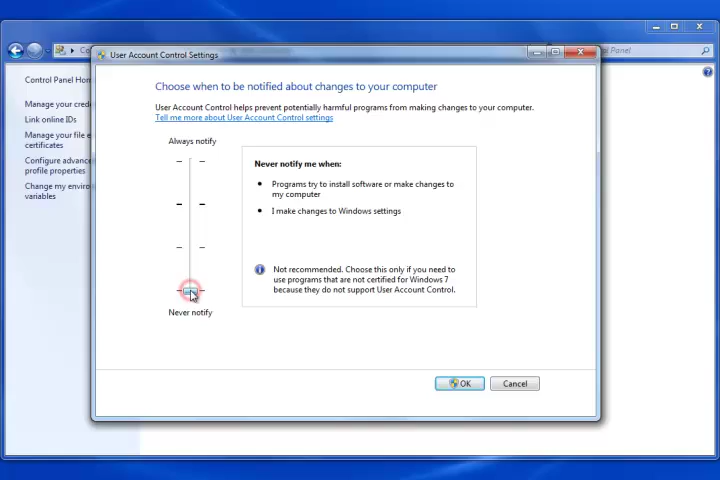 User Account Control Settings
Control Panel
Control Panel Hom
Manage your crede
Link online IDs
Manage your file e
certificates
Configure advance
profile properties
Change my enviro
variables
Choose when to be notified about changes to your computer
User Account Control helps prevent potentially harmful programs from making changes to your computer.
Tell me more about User Account Control settings
Always notify
Never notify me when:
Programs try to install software or make changes to
my computer
I make changes to Windows settings
Not recommended. Choose this only if you need to
use programs that are not certified for Windows 7
because they do not support User Account Control.
Never notify
OK
Cancel